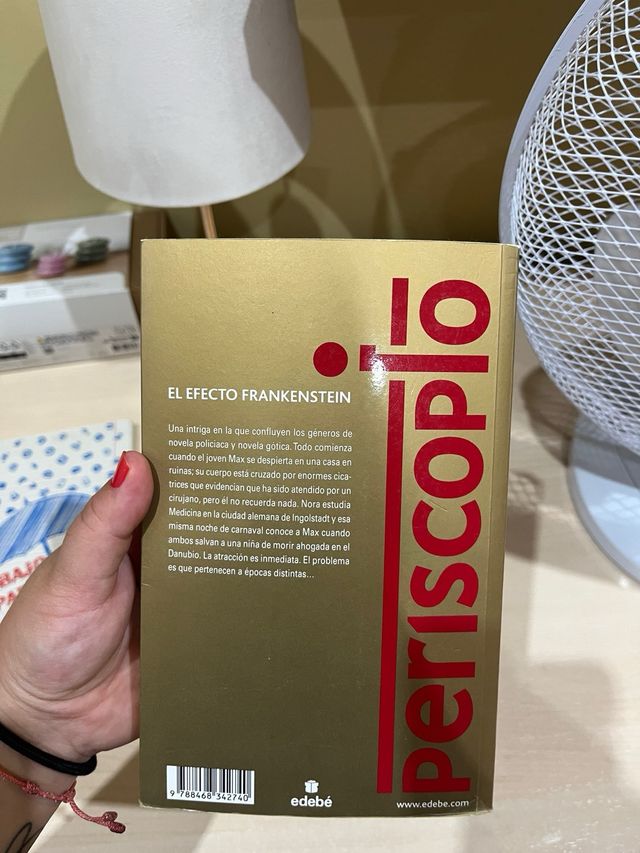 periscopio
EL EFECTO FRANKENSTEIN
Una intriga en la que confluyen los géneros de
novela policiaca y novela gótica. Todo comienza
cuando el joven Max se despierta en una casa en
ruinas; su cuerpo está cruzado por enormes cica-
trices que evidencian que ha sido atendido por un
cirujano, pero él no recuerda nada. Nora estudia
Medicina en la ciudad alemana de Ingolstadt y esa
misma noche de carnaval conoce a Max cuando
ambos salvan a una niña de morir ahogada en el
Danubio. La atracción es inmediata. El problema
es que pertenecen a épocas distintas...
9 788468 342740
edebé
www.edebe.com